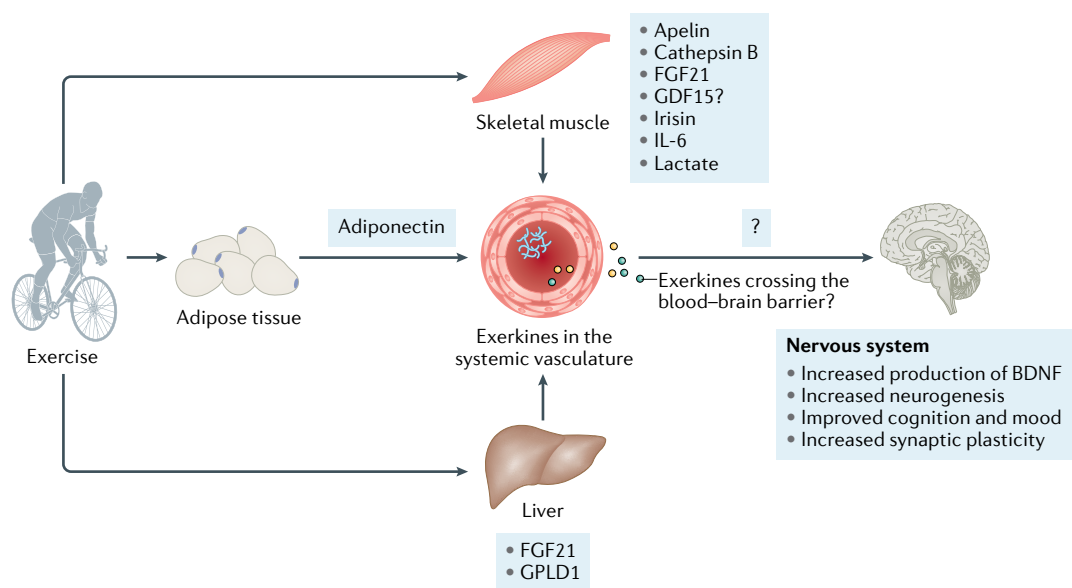 • Apelin
• Cathepsin B
• FGF21
• GDF15?
• Irisin
• IL-6
• Lactate
Skeletal muscle
Adiponectin
?
Exerkines crossing the
blood–brain barrier?
Adipose tissue
Exercise
Exerkines in the
systemic vasculature
Nervous system
• Increased production of BDNF
• Increased neurogenesis
• Improved cognition and mood
• Increased synaptic plasticity
Liver
• FGF21
• GPLD1